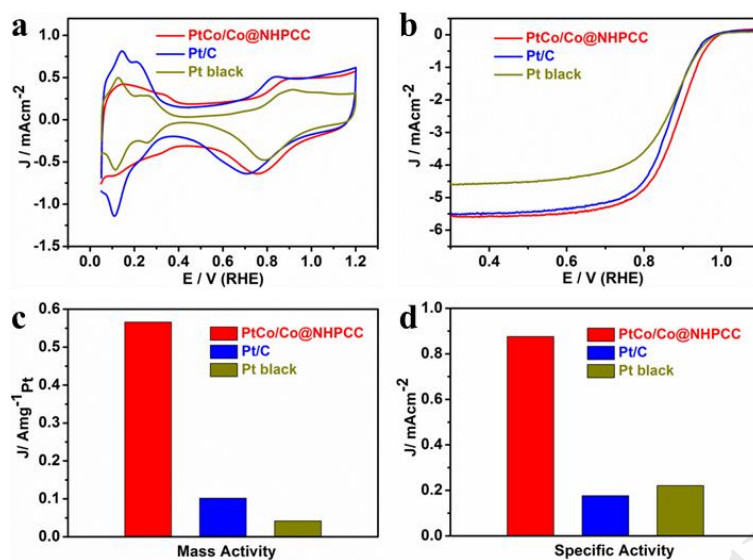 a
PtCo/Co@NHPCC
Pt/C
Pt black
J / mAcm⁻²
1.0
0.5
0.0
-0.5
-1.0
-1.5
0.0 0.2 0.4 0.6 0.8 1.0 1.2
E / V (RHE)
b
PtCo/Co@NHPCC
Pt/C
Pt black
J / mAcm⁻²
0
-1
-2
-3
-4
-5
-6
0.4 0.6 0.8 1.0
E / V (RHE)
c
PtCo/Co@NHPCC
Pt/C
Pt black
J/ Amg⁻¹Pt
0.6
0.5
0.4
0.3
0.2
0.1
0.0
Mass Activity
d
PtCo/Co@NHPCC
Pt/C
Pt black
J / mAcm⁻²
1.0
0.8
0.6
0.4
0.2
0.0
Specific Activity